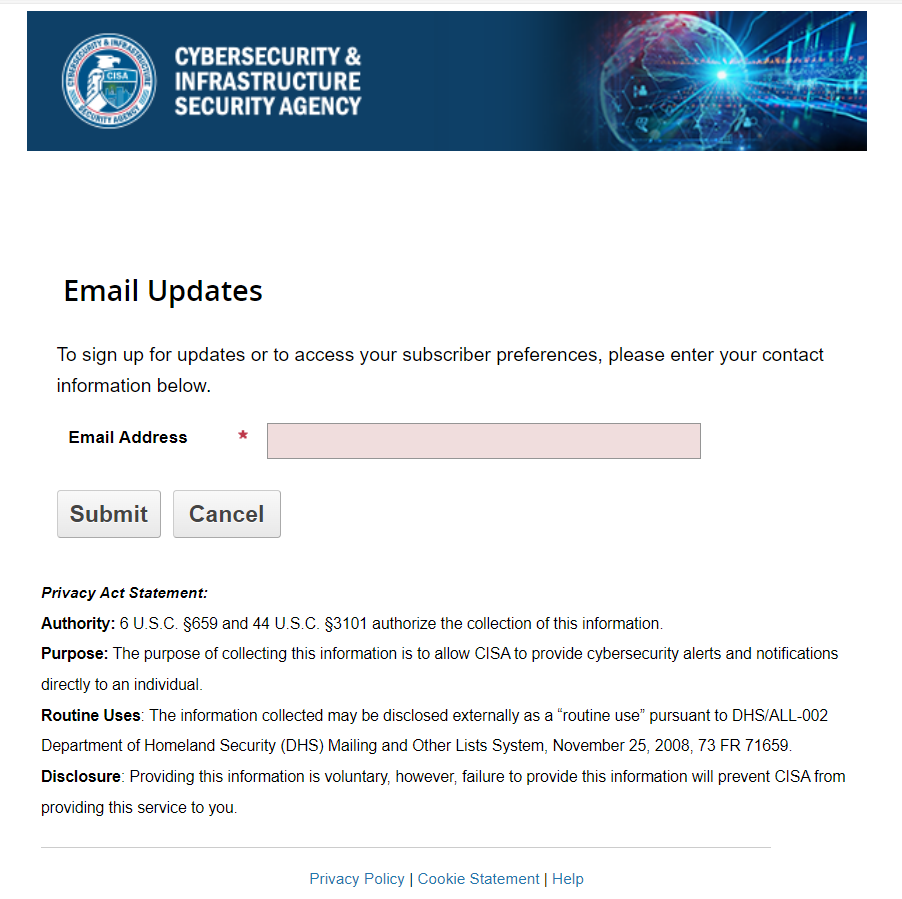 CYBERSECURITY & INFRASTRUCTURE
CISA
SECURITY AGENCY
CYBERSECURITY &
INFRASTRUCTURE
SECURITY AGENCY
Email Updates
To sign up for updates or to access your subscriber preferences, please enter your contact
information below.
Email Address *
Submit Cancel
Privacy Act Statement:
Authority: 6 U.S.C. §659 and 44 U.S.C. §3101 authorize the collection of this information.
Purpose: The purpose of collecting this information is to allow CISA to provide cybersecurity alerts and notifications
directly to an individual.
Routine Uses: The information collected may be disclosed externally as a “routine use” pursuant to DHS/ALL-002
Department of Homeland Security (DHS) Mailing and Other Lists System, November 25, 2008, 73 FR 71659.
Disclosure: Providing this information is voluntary, however, failure to provide this information will prevent CISA from
providing this service to you.
Privacy Policy | Cookie Statement | Help